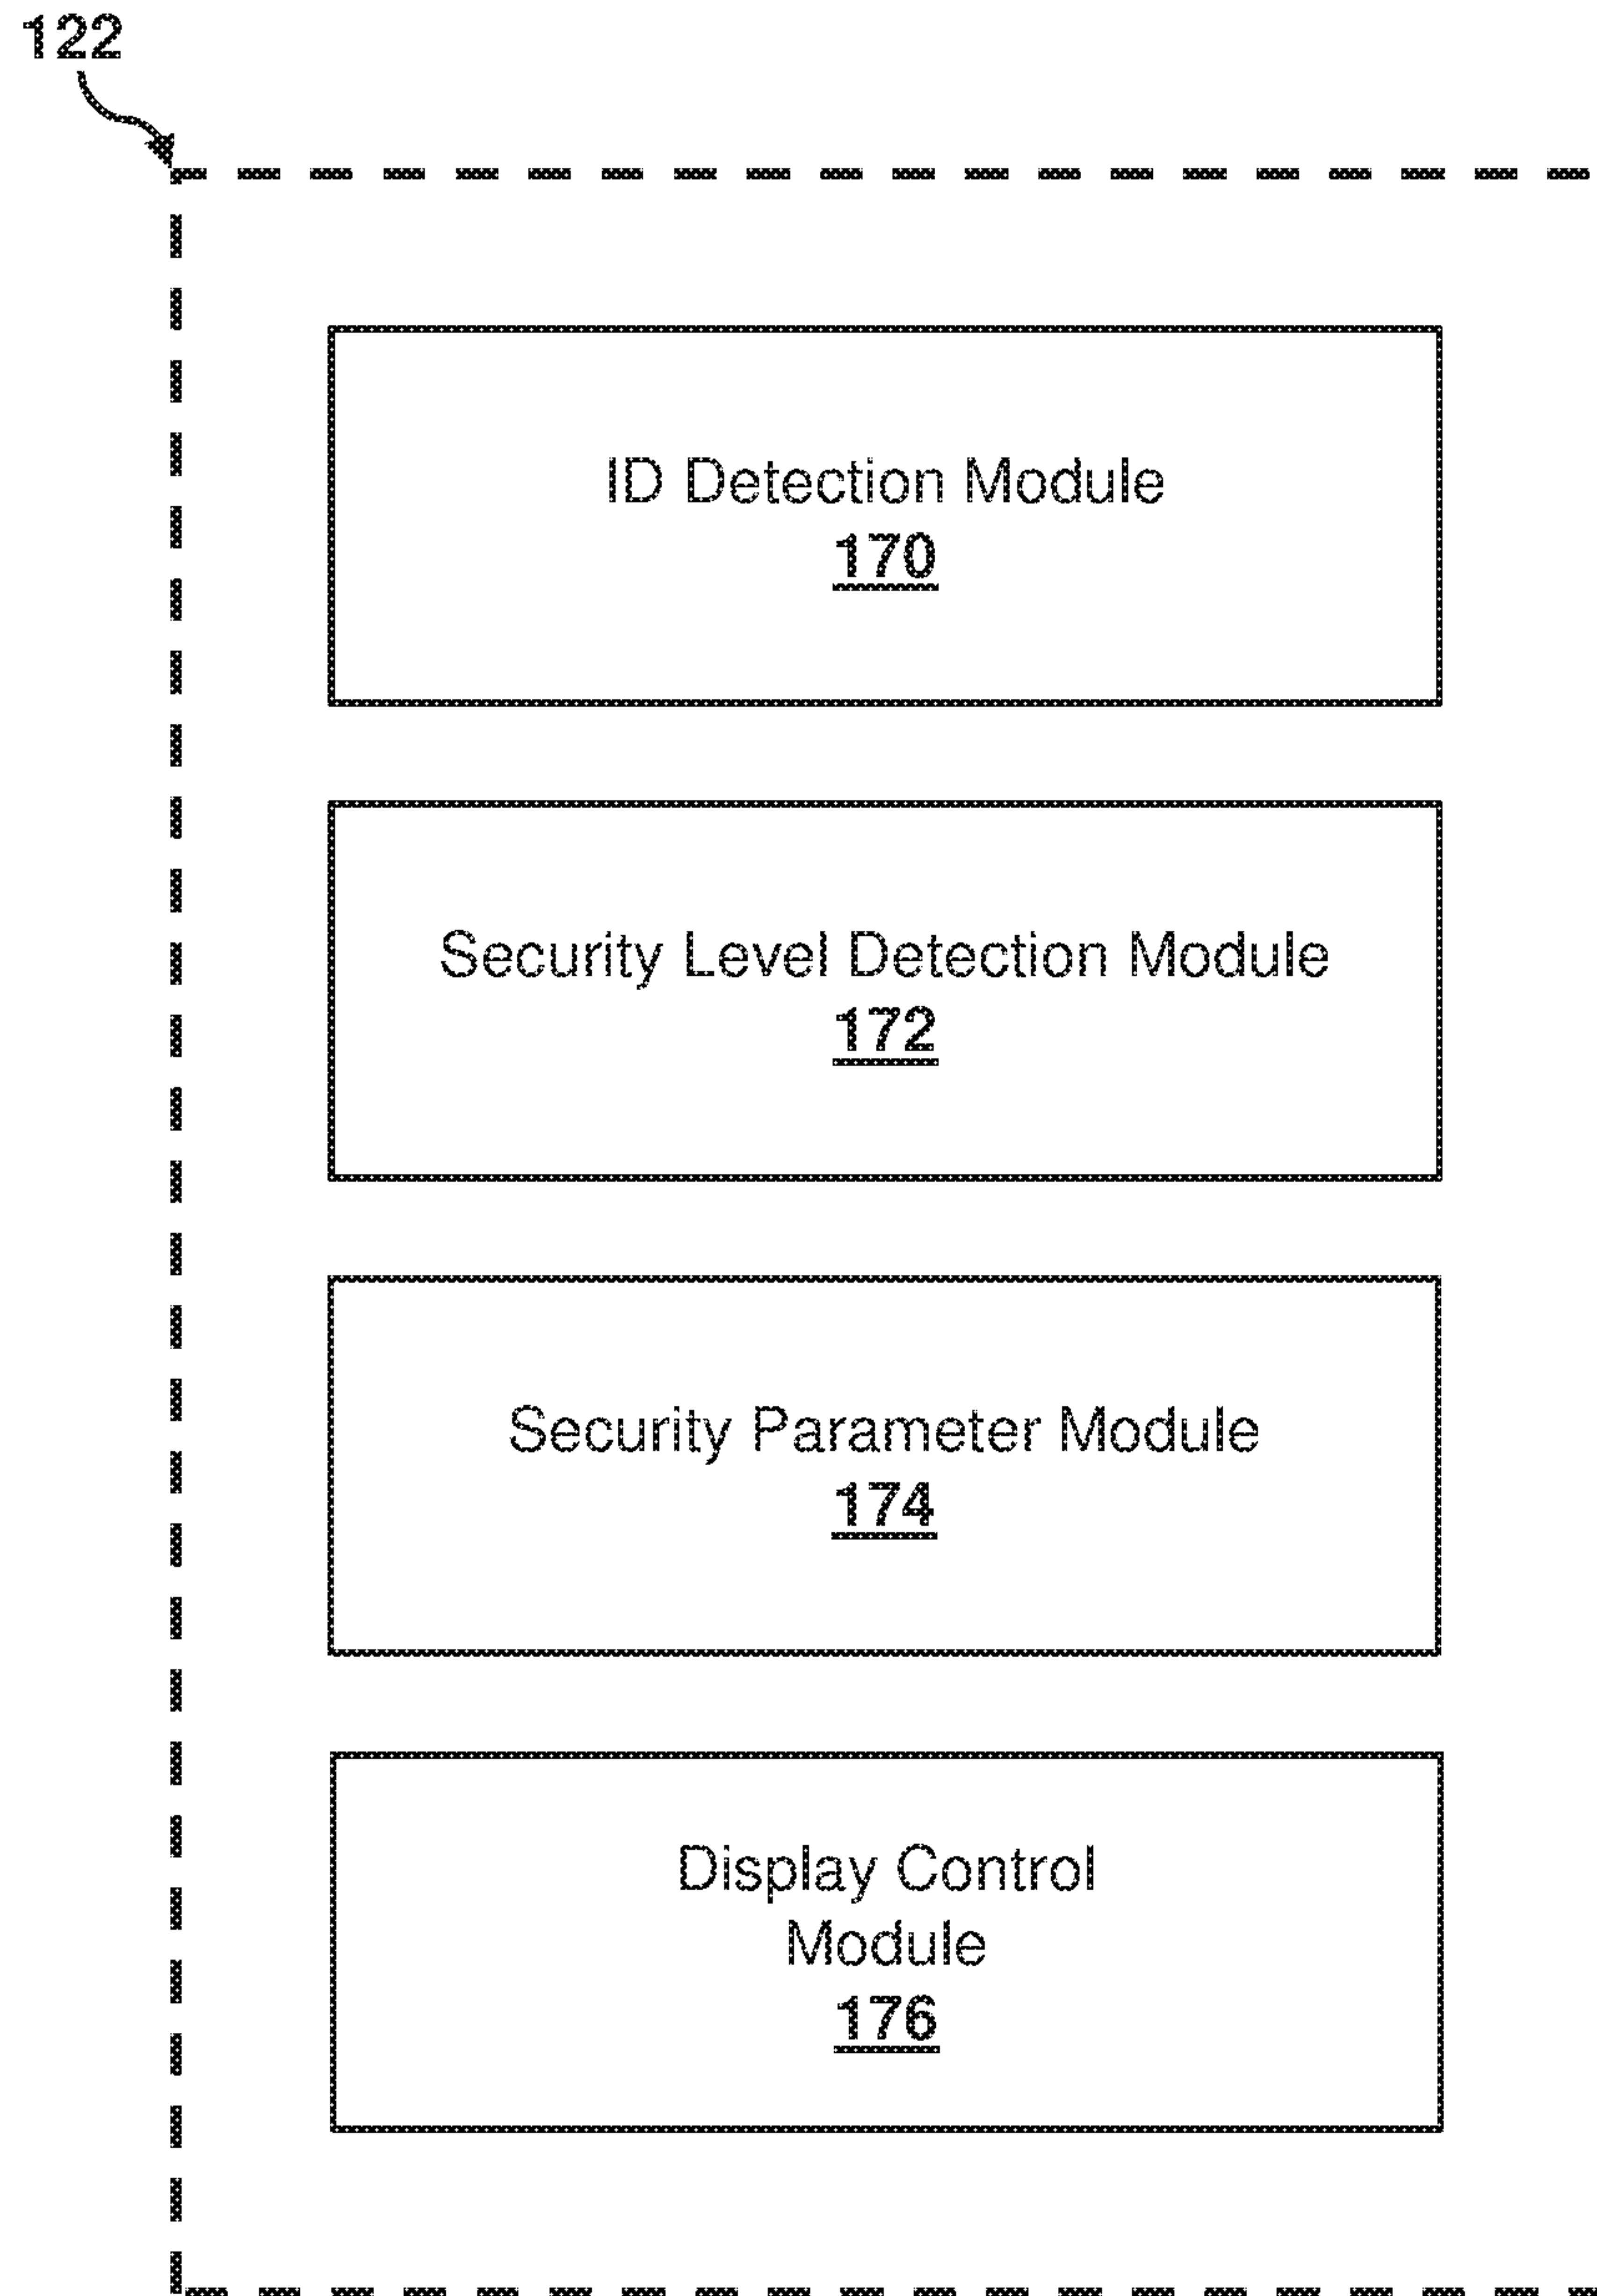 122
ID Detection Module
170
Security Level Detection Module
172
Security Parameter Module
174
Display Control
Module
176